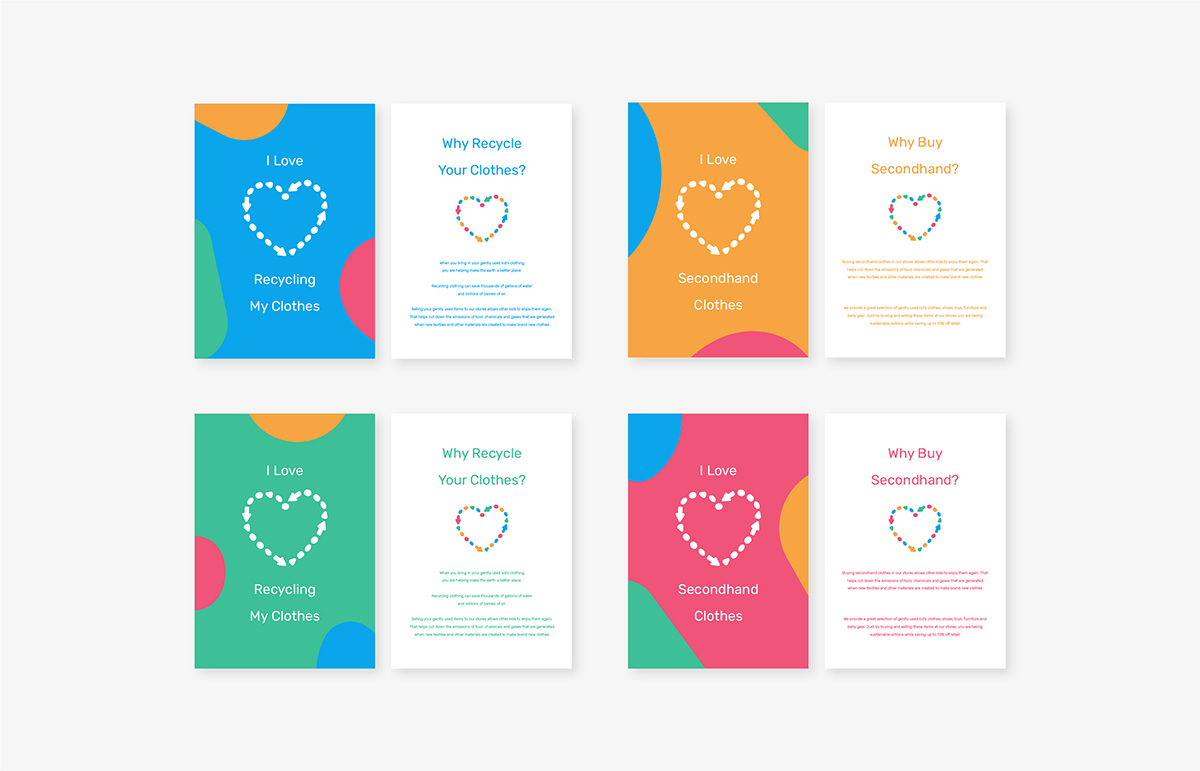 I Love
Recycling
My Clothes
Why Recycle
Your Clothes?
When you bring in your gently used kid's clothing,
you are helping make the earth a better place.
Recycling clothing can save thousands of gallons of water
and millions of barrels of oil.
Selling your gently used items to our stores allows other kids to enjoy them again.
That helps cut down the emissions of toxic chemicals and gases that are generated
when new textiles and other materials are created to make brand new clothes.
I Love
Secondhand
Clothes
Why Buy
Secondhand?
Buying secondhand clothes in our stores allows other kids to enjoy them again. That
helps cut down the emissions of toxic chemicals and gases that are generated
when new textiles and other materials are created to make brand new clothes.
We provide a great selection of gently used kid's clothes, shoes, toys, furniture and
baby gear. Just by buying and selling these items at our stores, you are taking
sustainable actions while saving up to 70% off retail!
I Love
Recycling
My Clothes
Why Recycle
Your Clothes?
When you bring in your gently used kid's clothing,
you are helping make the earth a better place.
Recycling clothing can save thousands of gallons of water
and millions of barrels of oil.
Selling your gently used items to our stores allows other kids to enjoy them again.
That helps cut down the emissions of toxic chemicals and gases that are generated
when new textiles and other materials are created to make brand new clothes.
I Love
Secondhand
Clothes
Why Buy
Secondhand?
Buying secondhand clothes in our stores allows other kids to enjoy them again. That
helps cut down the emissions of toxic chemicals and gases that are generated
when new textiles and other materials are created to make brand new clothes.
We provide a great selection of gently used kid's clothes, shoes, toys, furniture and
baby gear. Just by buying and selling these items at our stores, you are taking
sustainable actions while saving up to 70% off retail!